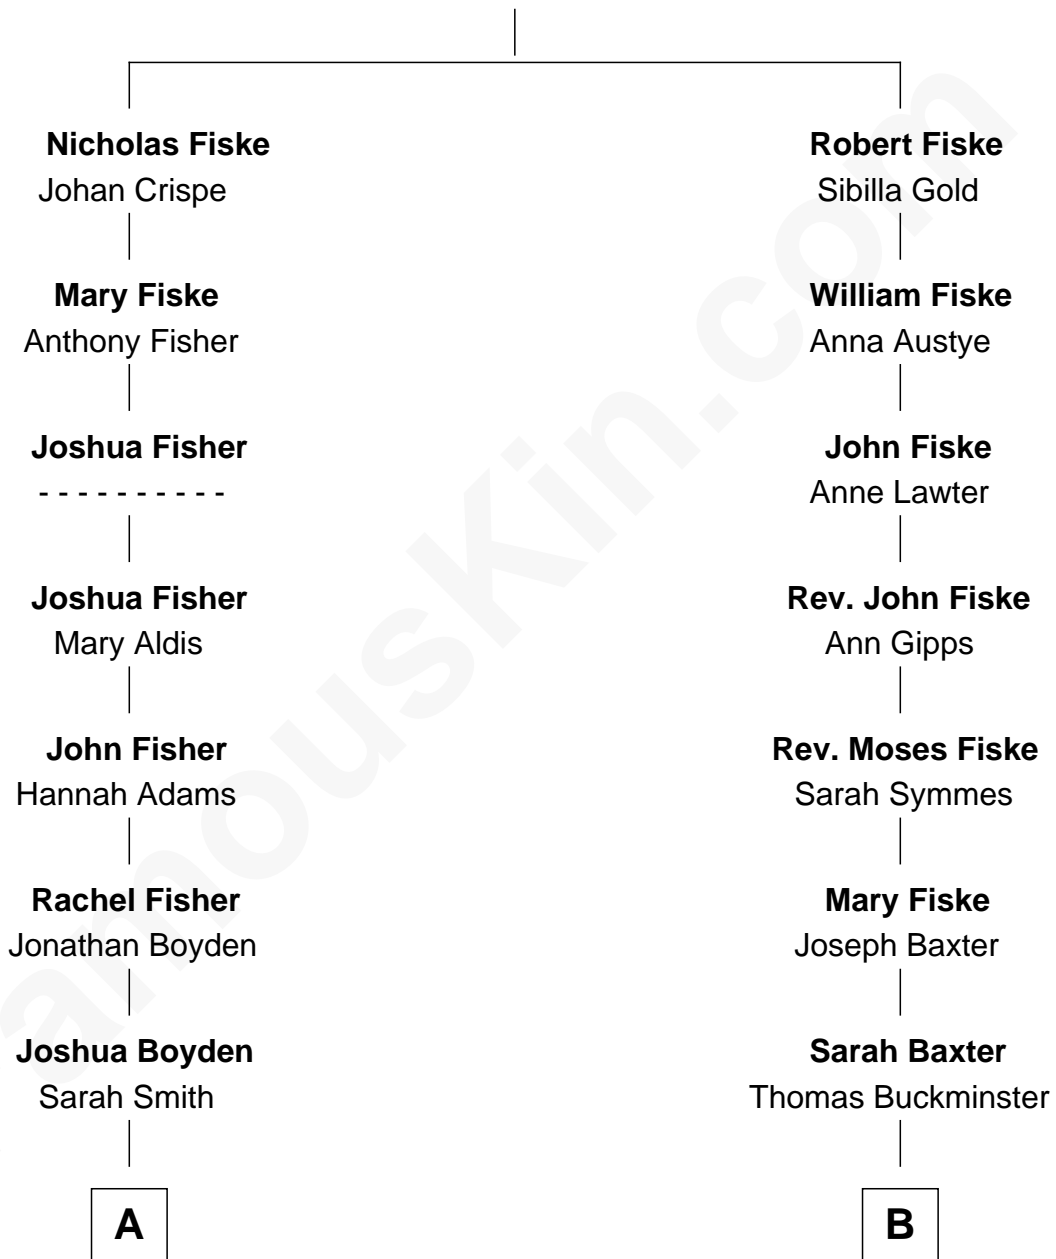 Nicholas Fiske
Johan Crispe
Mary Fiske
Anthony Fisher
Joshua Fisher
- - - - - - - - - -
Joshua Fisher
Mary Aldis
John Fisher
Hannah Adams
Rachel Fisher
Jonathan Boyden
Joshua Boyden
Sarah Smith
A
Robert Fiske
Sibilla Gold
William Fiske
Anna Austye
John Fiske
Anne Lawter
Rev. John Fiske
Ann Gipps
Rev. Moses Fiske
Sarah Symmes
Mary Fiske
Joseph Baxter
Sarah Baxter
Thomas Buckminster
B
amousKin.com